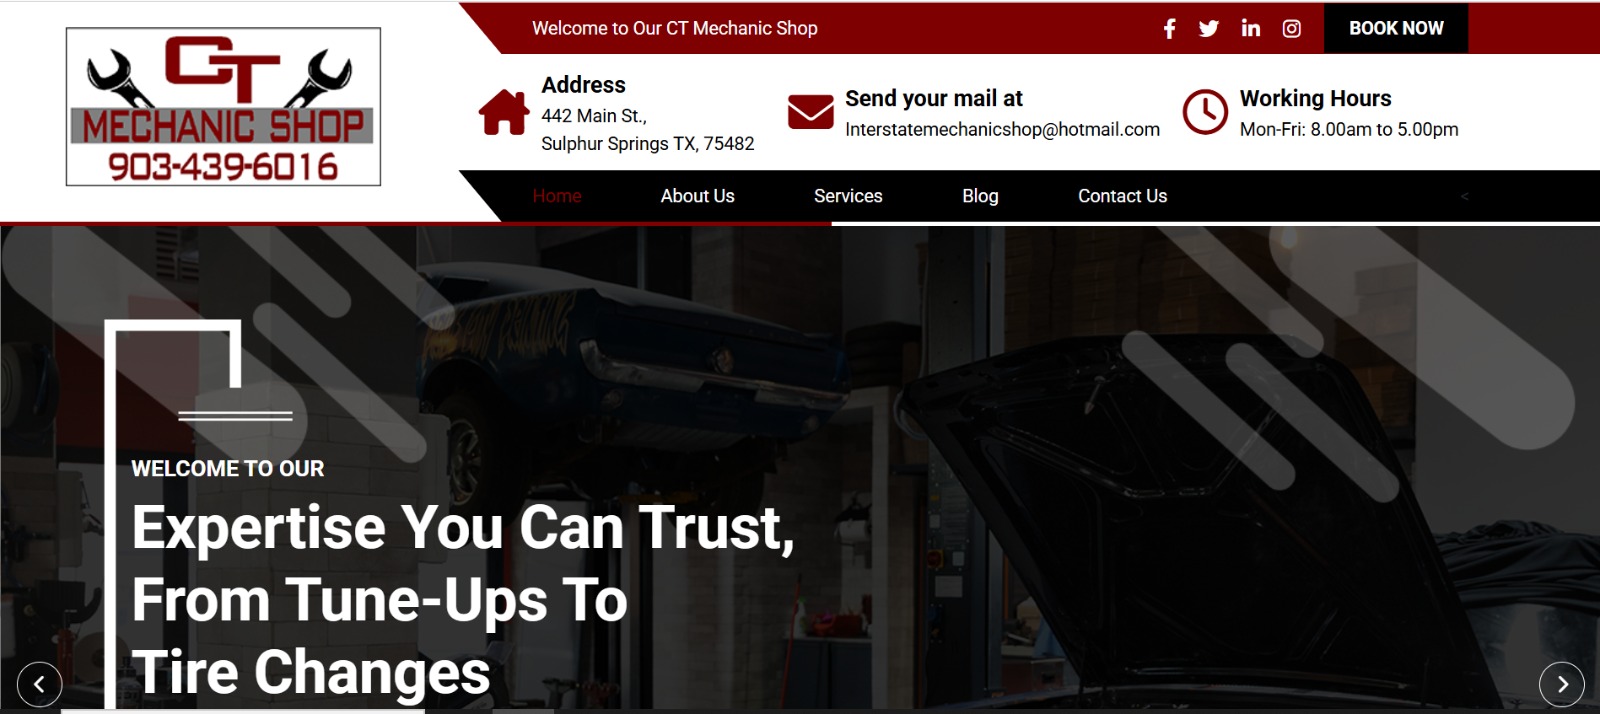 CT
MECHANIC SHOP
903-439-6016
Welcome to Our CT Mechanic Shop
BOOK NOW
Address
442 Main St.,
Sulphur Springs TX, 75482
Send your mail at
Interstatemechanicshop@hotmail.com
Working Hours
Mon-Fri: 8.00am to 5.00pm
Home
About Us
Services
Blog
Contact Us
<
WELCOME TO OUR
Expertise You Can Trust,
From Tune-Ups To
Tire Changes